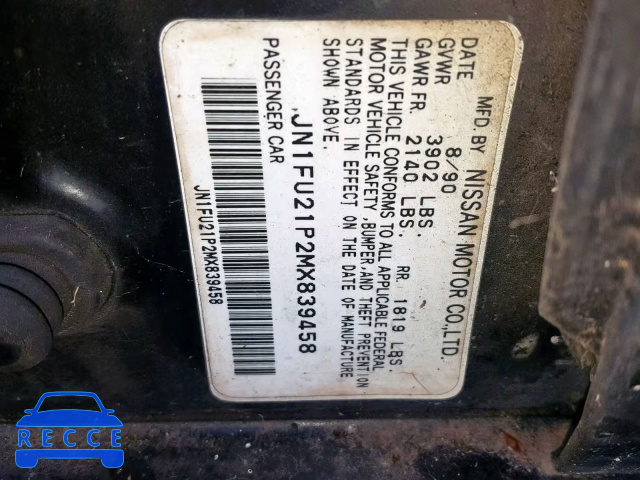 MFD. BY NISSAN MOTOR CO.,LTD.
DATE 8/90
GVWR 3902 LBS.
GAWR FR. 2140 LBS. RR. 1819 LBS.
THIS VEHICLE CONFORMS TO ALL APPLICABLE FEDERAL
MOTOR VEHICLE SAFETY ,BUMPER,AND THEFT PREVENTION
STANDARDS IN EFFECT ON THE DATE OF MANUFACTURE
SHOWN ABOVE.
JN1FU21P2MX839458
PASSENGER CAR
JN1FU21P2MX839458
RECCE